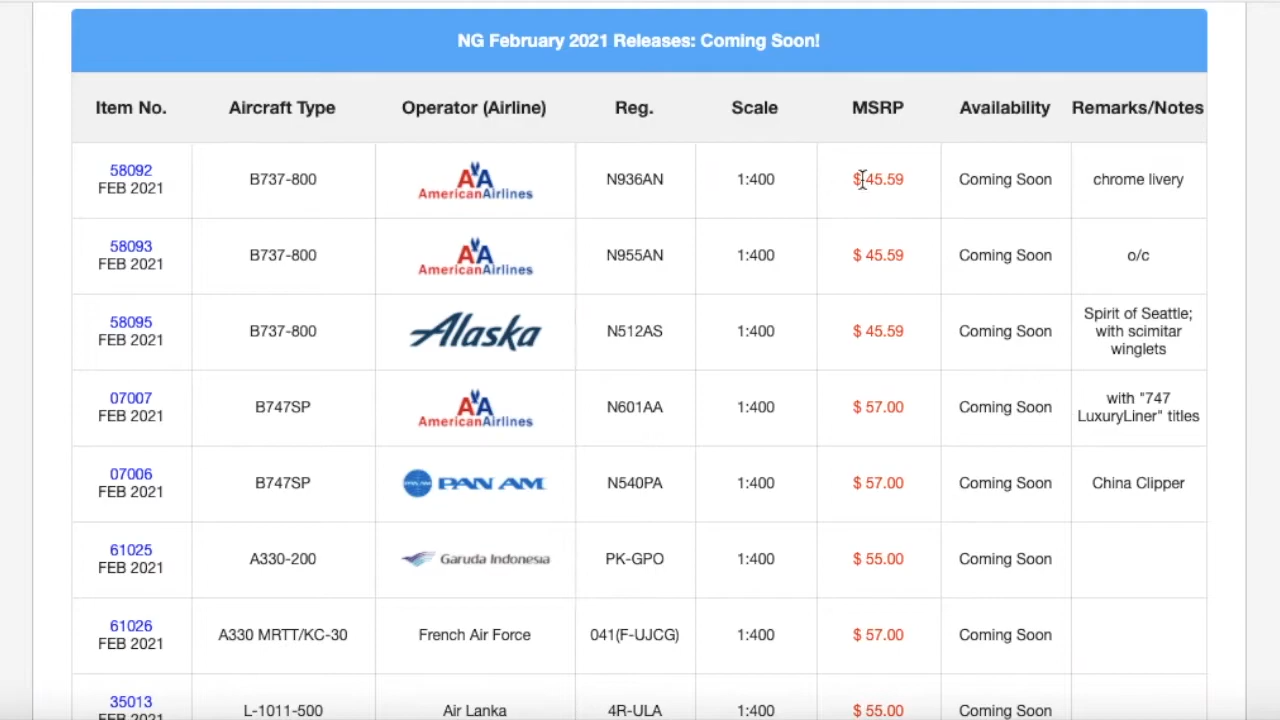 NG February 2021 Releases: Coming Soon!
Item No. Aircraft Type Operator (Airline) Reg. Scale MSRP Availability Remarks/Notes
58092
FEB 2021 B737-800 AmericanAirlines N936AN 1:400 $ 45.59 Coming Soon chrome livery
58093
FEB 2021 B737-800 AmericanAirlines N955AN 1:400 $ 45.59 Coming Soon o/c
58095
FEB 2021 B737-800 Alaska N512AS 1:400 $ 45.59 Coming Soon Spirit of Seattle;
with scimitar
winglets
07007
FEB 2021 B747SP AmericanAirlines N601AA 1:400 $ 57.00 Coming Soon with "747
LuxuryLiner" titles
07006
FEB 2021 B747SP PAN AM N540PA 1:400 $ 57.00 Coming Soon China Clipper
61025
FEB 2021 A330-200 Garuda Indonesia PK-GPO 1:400 $ 55.00 Coming Soon
61026
FEB 2021 A330 MRTT/KC-30 French Air Force 041(F-UJCG) 1:400 $ 57.00 Coming Soon
35013
FEB 2021 L-1011-500 Air Lanka 4R-ULA 1:400 $ 55.00 Coming Soon